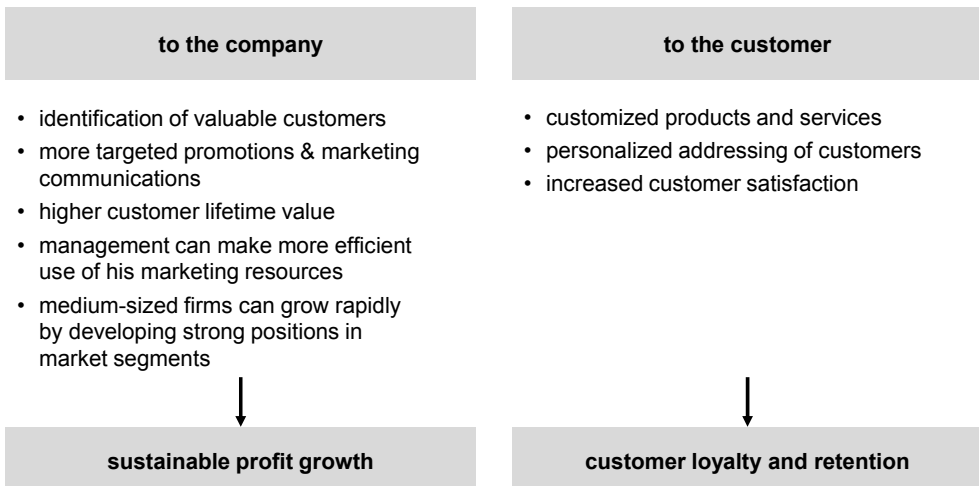 to the company
• identification of valuable customers
• more targeted promotions & marketing
communications
• higher customer lifetime value
• management can make more efficient
use of his marketing resources
• medium-sized firms can grow rapidly
by developing strong positions in
market segments
sustainable profit growth
to the customer
• customized products and services
• personalized addressing of customers
• increased customer satisfaction
customer loyalty and retention